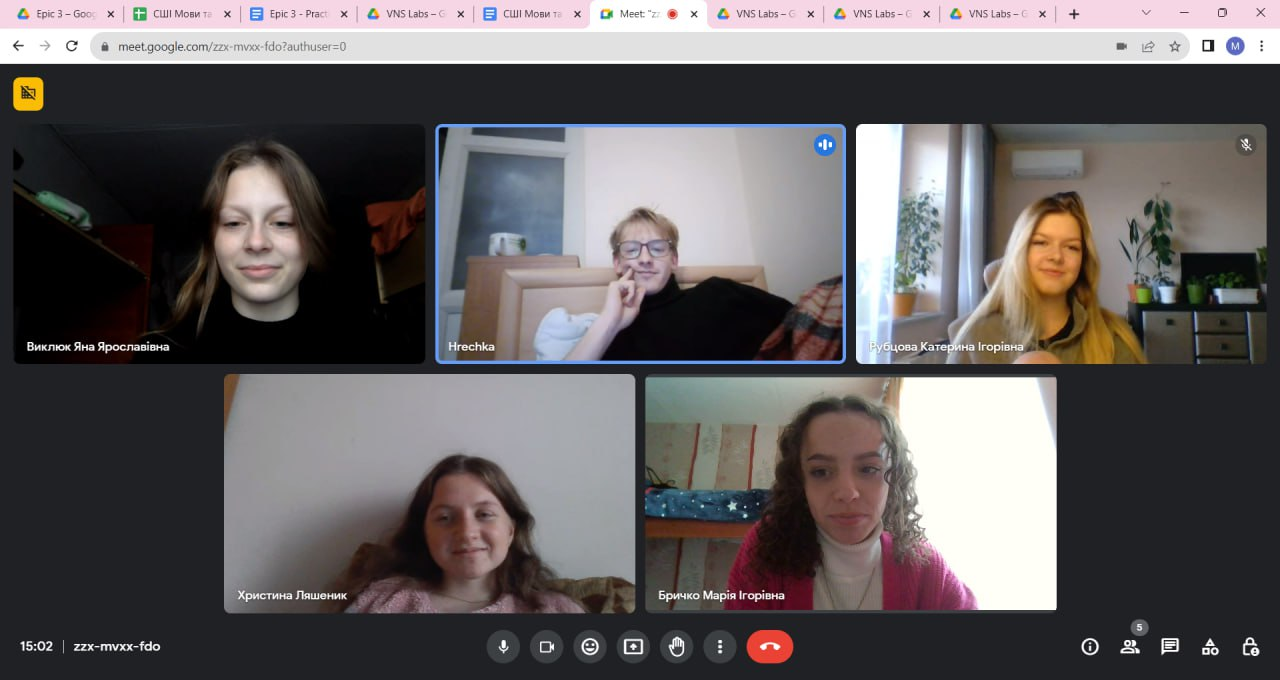 Epic 3 – Goog
СШІ Мови та
Epic 3 - Practi
VNS Labs – G
СШІ Мови та
Meet: "zz
VNS Labs – G
VNS Labs – G
VNS Labs – G
meet.google.com/zzx-mvxx-fdo?authuser=0
M
Виклюк Яна Ярославівна
Hrechka
Рубцова Катерина Ігорівна
Христина Ляшеник
Бричко Марія Ігорівна
15:02 | zzx-mvxx-fdo
5